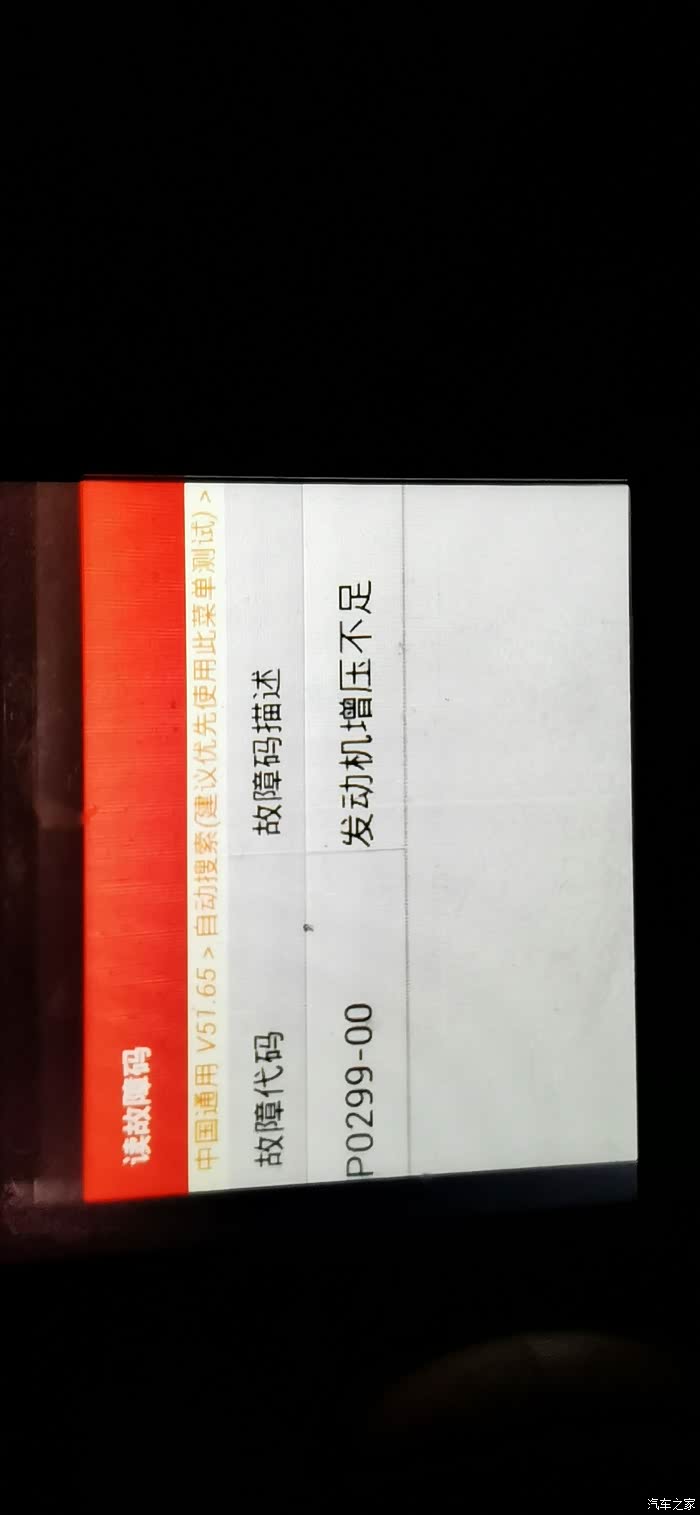 读故障码
中国通用 V51.65 > 自动搜索(建议优先使用此菜单测试) >
故障代码 故障码描述
P0299-00 发动机增压不足
汽车之家